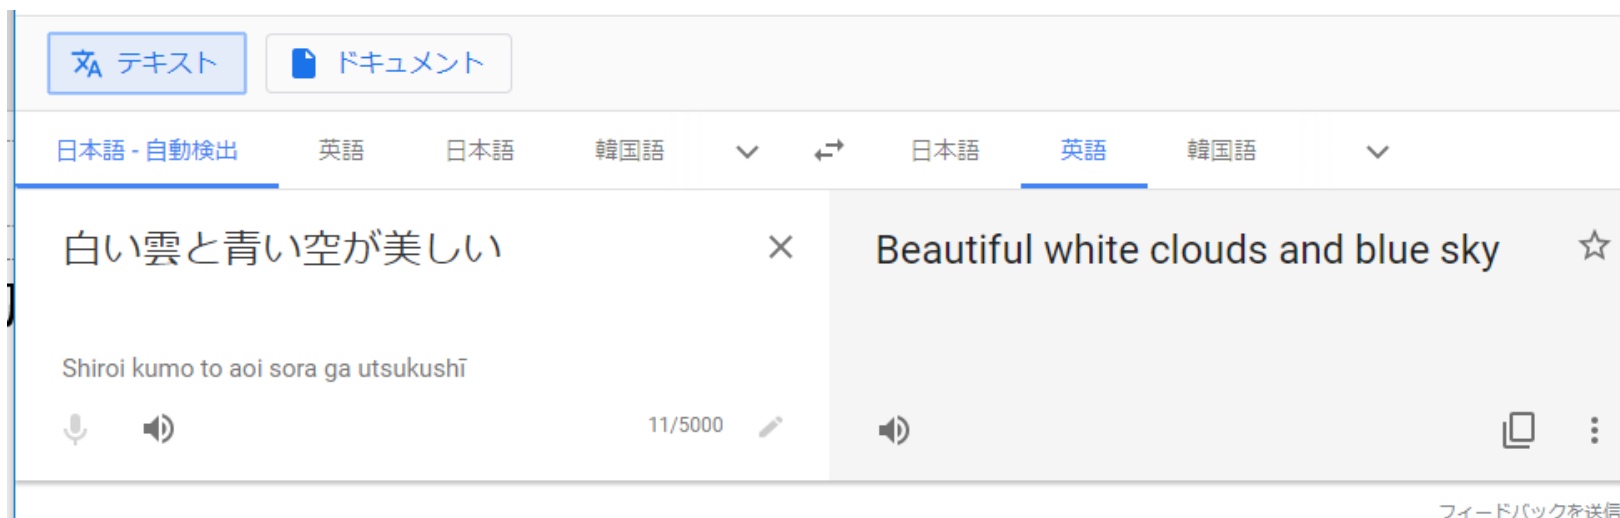 テキスト
ドキュメント
日本語 - 自動検出 英語 日本語 韓国語 日本語 英語 韓国語
白い雲と青い空が美しい
Beautiful white clouds and blue sky
Shiroi kumo to aoi sora ga utsukushī
11/5000
フィードバックを送信